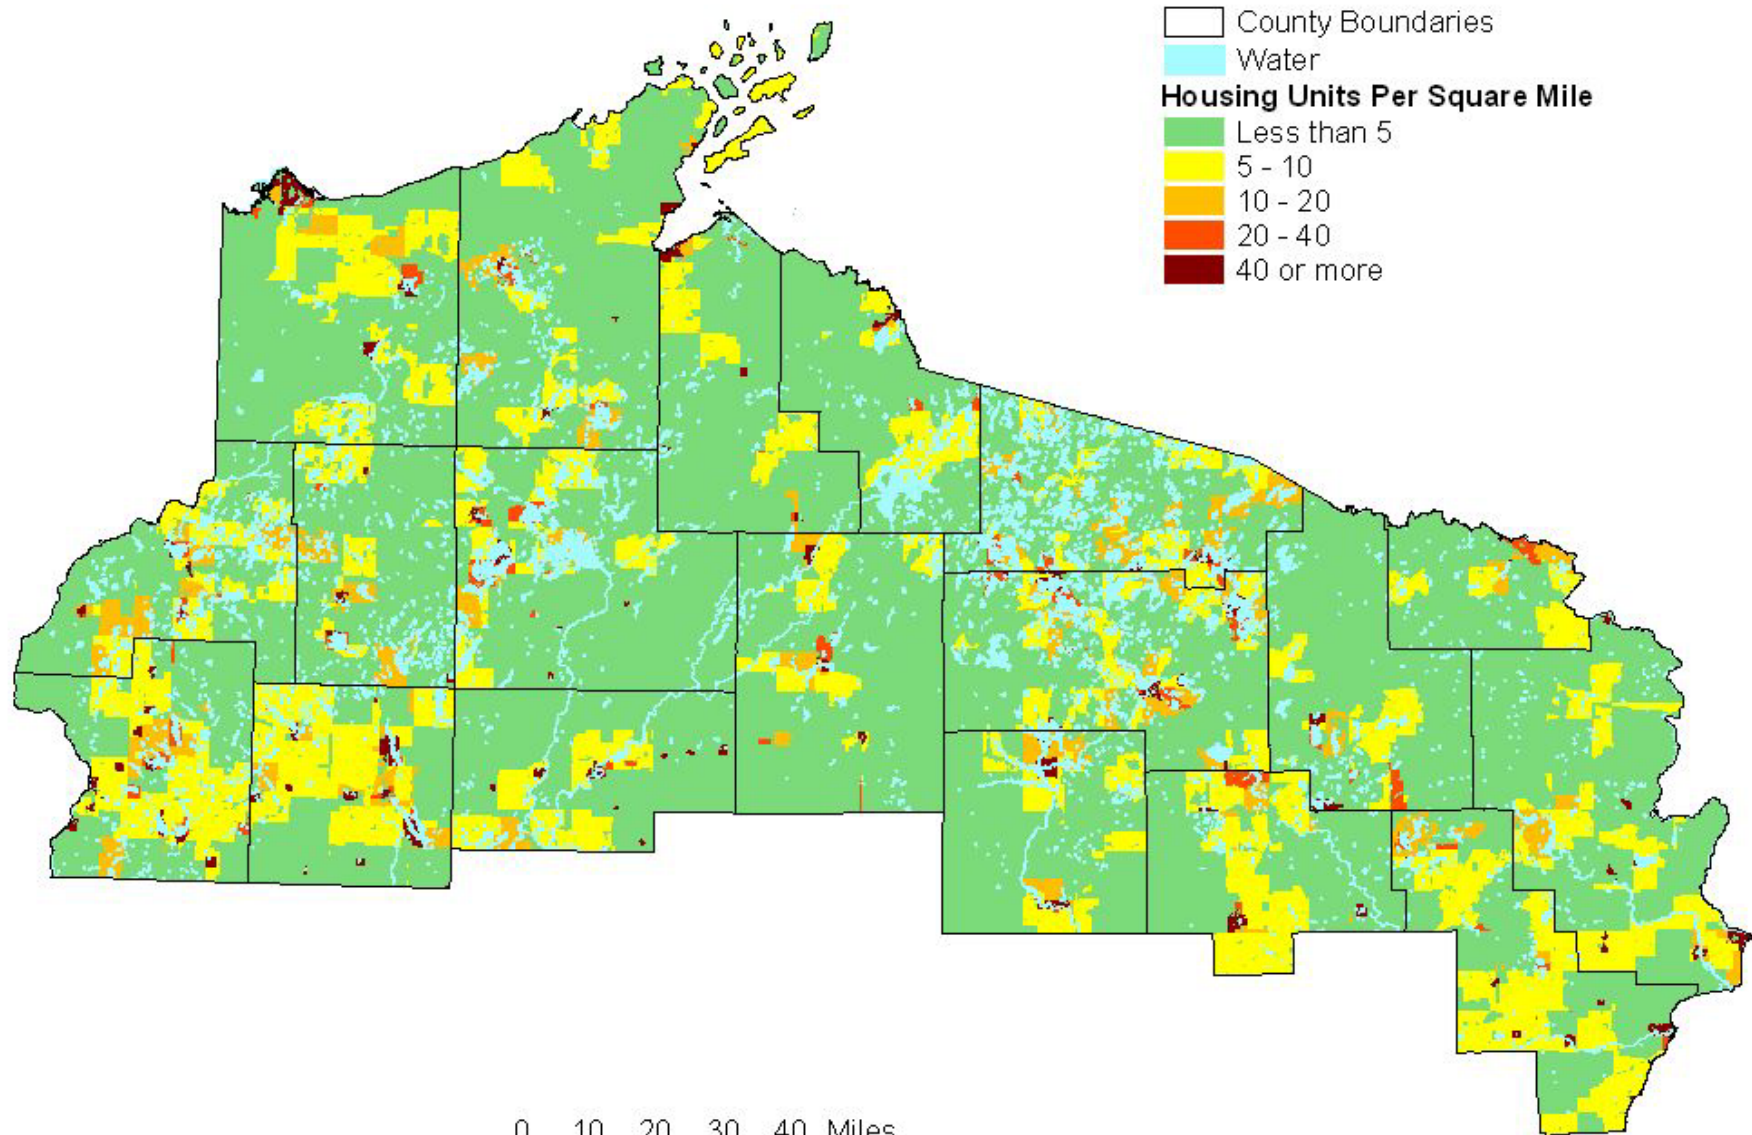 County Boundaries
Water
Housing Units Per Square Mile
Less than 5
5 - 10
10 - 20
20 - 40
40 or more
0 10 20 30 40 Miles